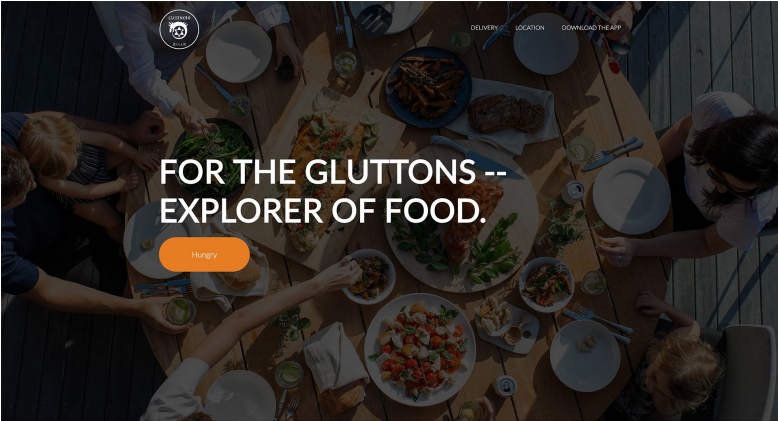 DELIVERY
LOCATION
DOWNLOAD THE APP
FOR THE GLUTTONS --
EXPLORER OF FOOD.
Hungry